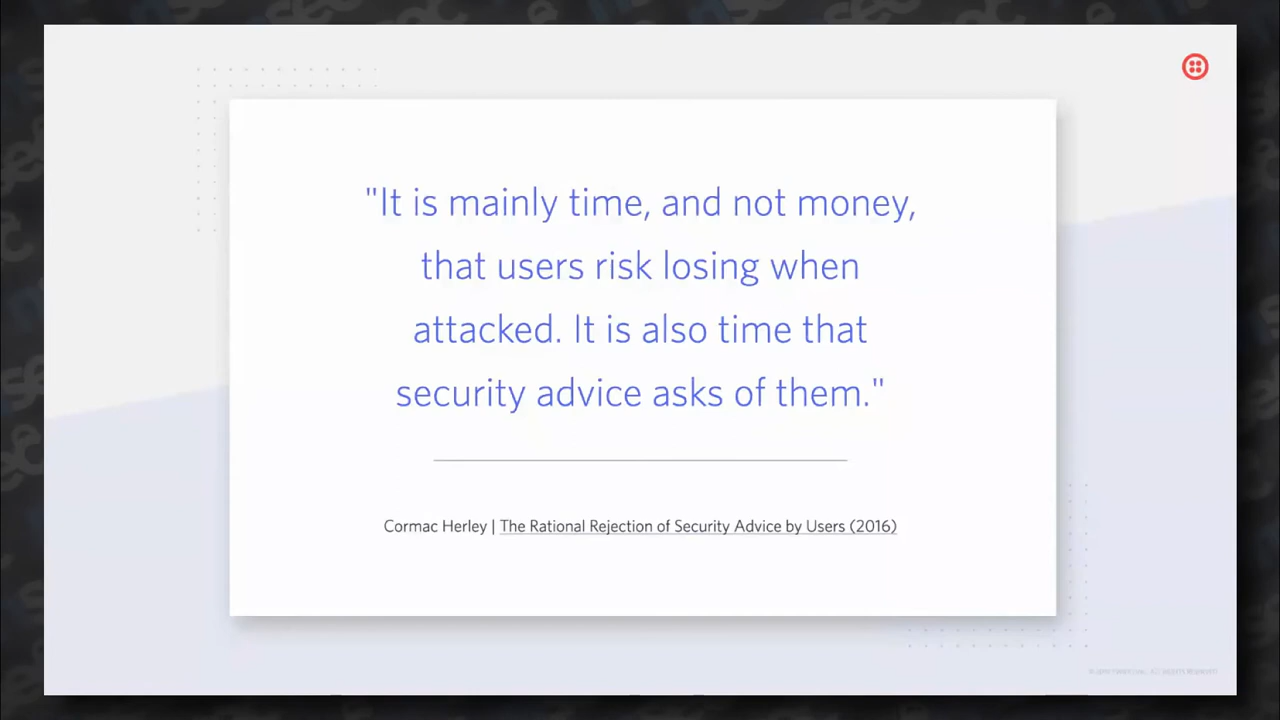 "It is mainly time, and not money,
that users risk losing when
attacked. It is also time that
security advice asks of them."
Cormac Herley | The Rational Rejection of Security Advice by Users (2016)